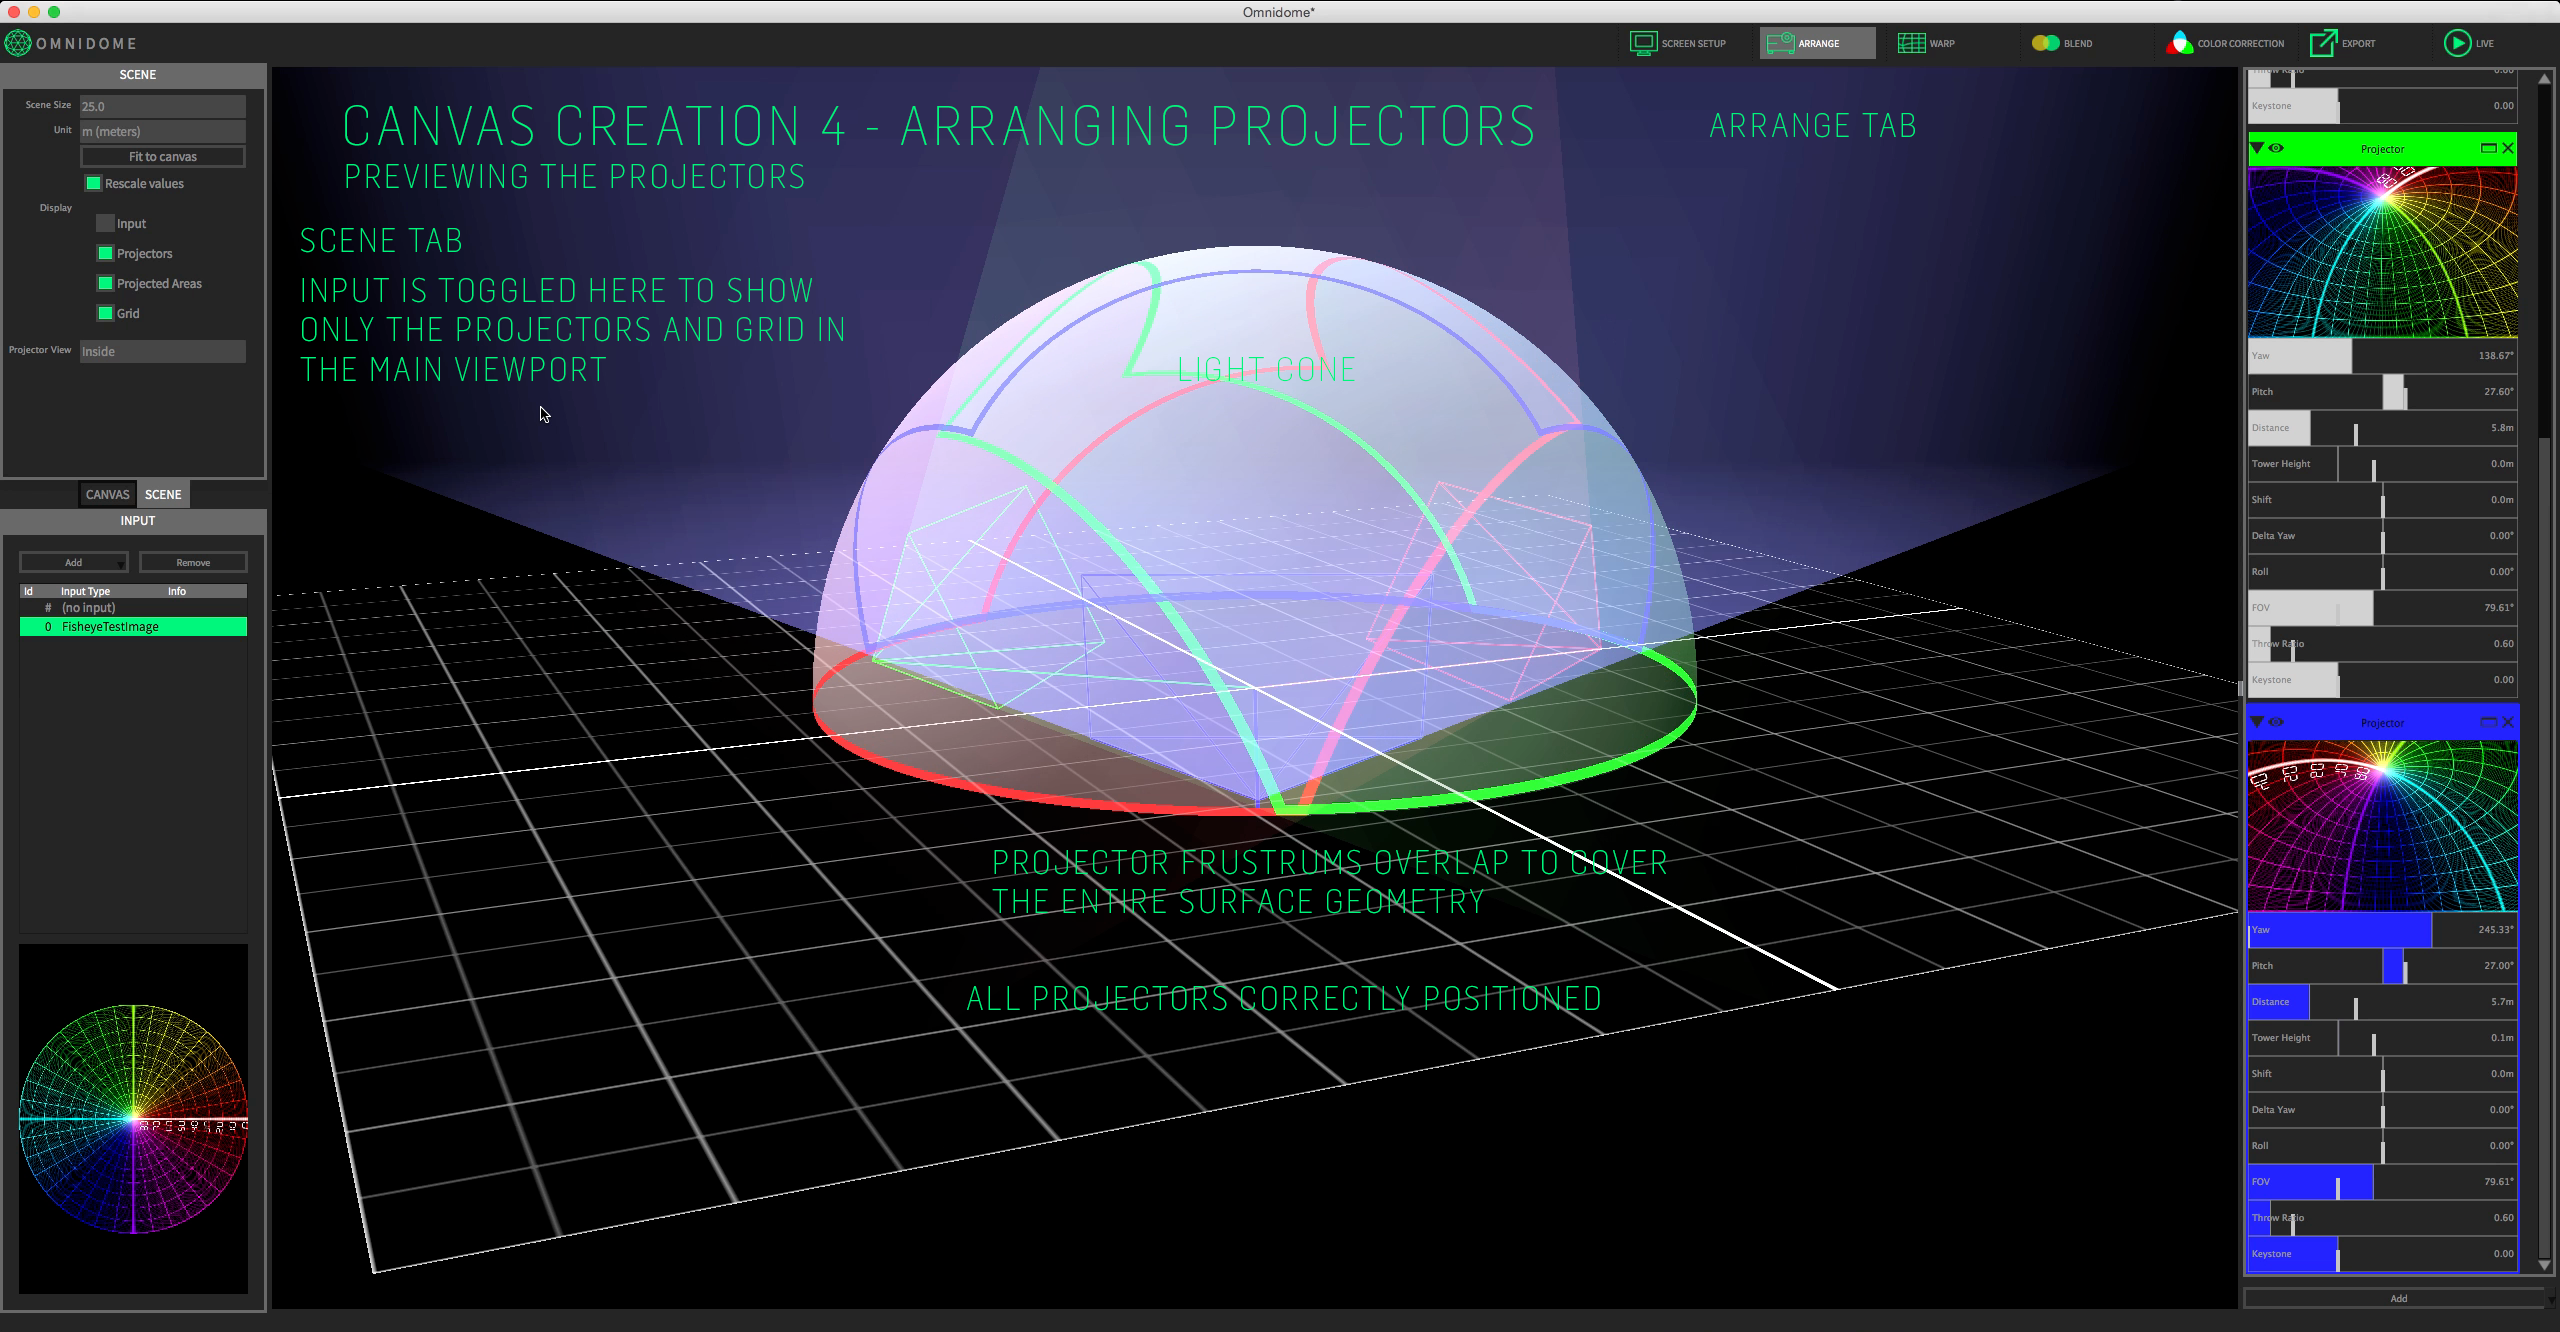 Omnidome*
OMNIDOME
SCREEN SETUP
ARRANGE
WARP
BLEND
COLOR CORRECTION
EXPORT
LIVE
SCENE
Scene Size 25.0
Unit m (meters)
Fit to canvas
Rescale values
Display
Input
Projectors
Projected Areas
Grid
Projector View Inside
CANVAS SCENE
INPUT
Add Remove
Id Input Type Info
# (no input)
0 FisheyeTestImage
CANVAS CREATION 4 - ARRANGING PROJECTORS
PREVIEWING THE PROJECTORS
ARRANGE TAB
SCENE TAB
INPUT IS TOGGLED HERE TO SHOW
ONLY THE PROJECTORS AND GRID IN
THE MAIN VIEWPORT
LIGHT CONE
PROJECTOR FRUSTRUMS OVERLAP TO COVER
THE ENTIRE SURFACE GEOMETRY
ALL PROJECTORS CORRECTLY POSITIONED
Throw Ratio 0.60
Keystone 0.00
Projector
Yaw 138.67°
Pitch 27.60°
Distance 5.8m
Tower Height 0.0m
Shift 0.0m
Delta Yaw 0.00°
Roll 0.00°
FOV 79.61°
Throw Ratio 0.60
Keystone 0.00
Projector
Yaw 245.33°
Pitch 27.00°
Distance 5.7m
Tower Height 0.1m
Shift 0.0m
Delta Yaw 0.00°
Roll 0.00°
FOV 79.61°
Throw Ratio 0.60
Keystone 0.00
Add